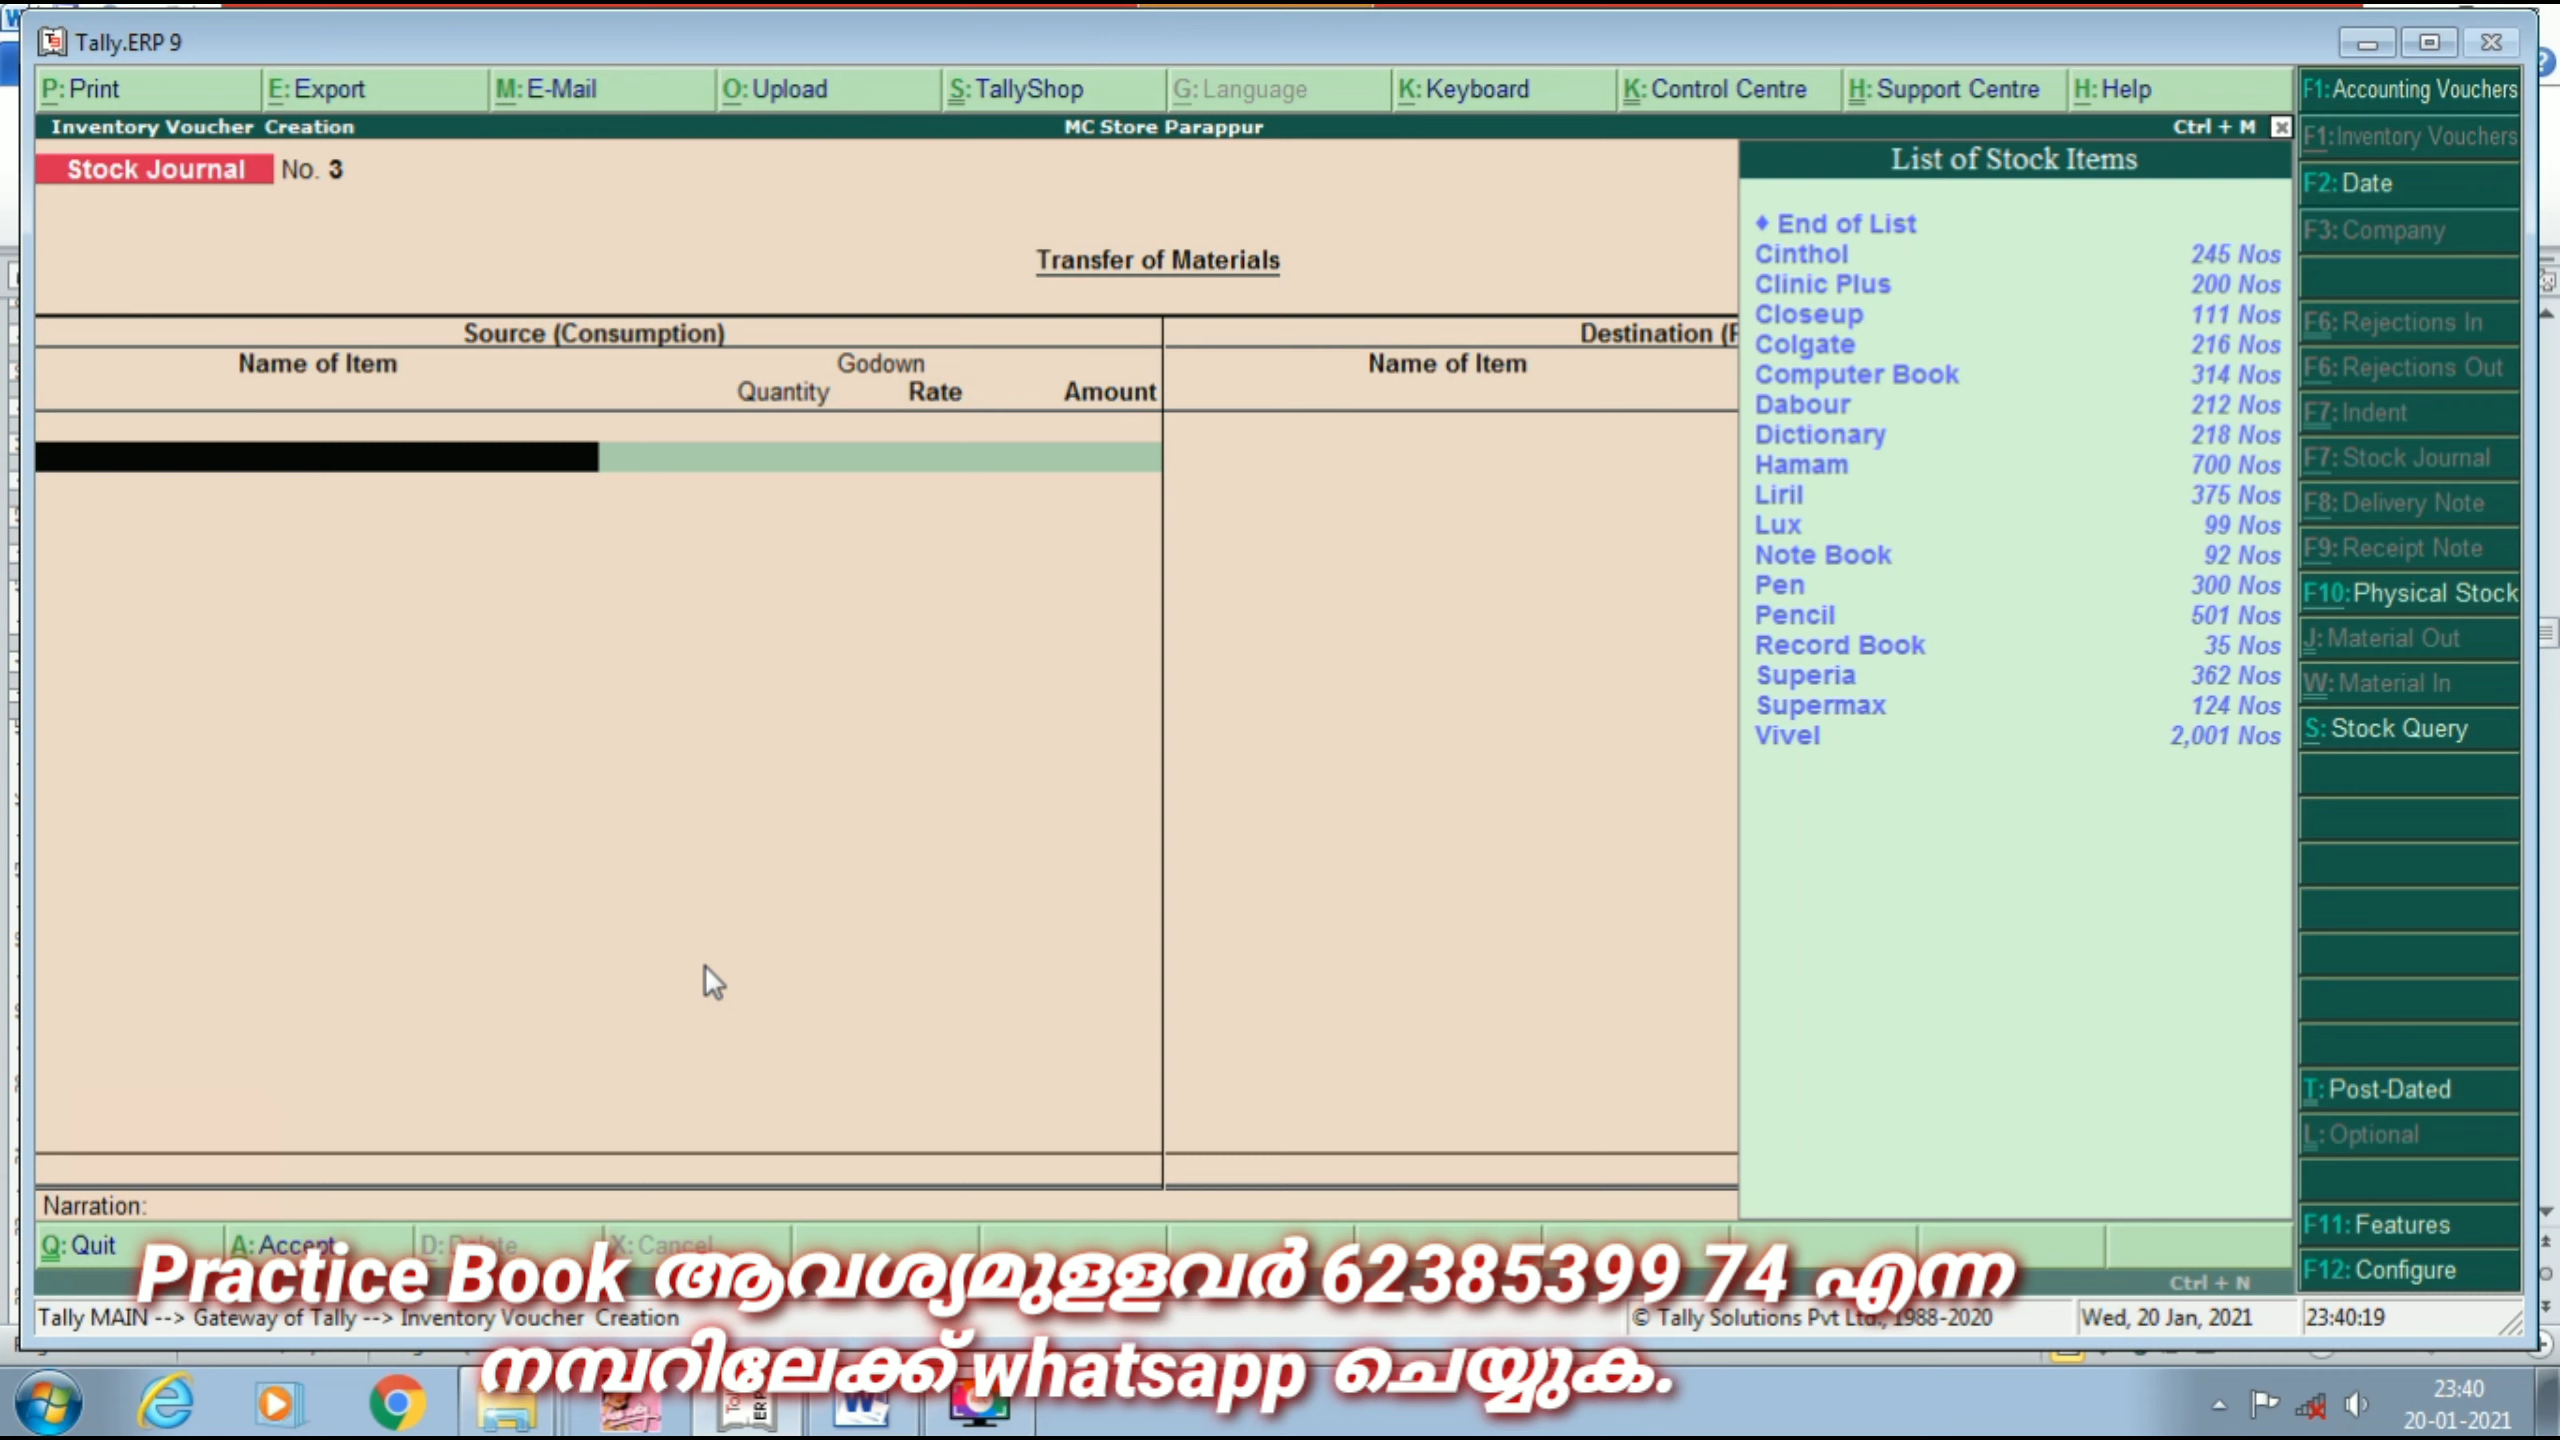 Tally.ERP 9
P: Print E: Export M: E-Mail O: Upload S: TallyShop G: Language K: Keyboard K: Control Centre H: Support Centre H: Help
Inventory Voucher Creation MC Store Parappur Ctrl + M
Stock Journal No. 3
Transfer of Materials
Source (Consumption) Destination (
Name of Item Godown Name of Item
Quantity Rate Amount
List of Stock Items
♦ End of List
Cinthol 245 Nos
Clinic Plus 200 Nos
Closeup 111 Nos
Colgate 216 Nos
Computer Book 314 Nos
Dabour 212 Nos
Dictionary 218 Nos
Hamam 700 Nos
Liril 375 Nos
Lux 99 Nos
Note Book 92 Nos
Pen 300 Nos
Pencil 501 Nos
Record Book 35 Nos
Superia 362 Nos
Supermax 124 Nos
Vivel 2,001 Nos
F1: Accounting Vouchers
F1: Inventory Vouchers
F2: Date
F3: Company
F6: Rejections In
F6: Rejections Out
F7: Indent
F7: Stock Journal
F8: Delivery Note
F9: Receipt Note
F10: Physical Stock
J: Material Out
W: Material In
S: Stock Query
T: Post-Dated
L: Optional
F11: Features
F12: Configure
Narration:
Q: Quit A: Accept D: Delete X: Cancel
Ctrl + N
Practice Book ആവശ്യമുള്ളവർ 62385399 74 എന്ന
നമ്പറിലേക്ക് whatsapp ചെയ്യുക.
Tally MAIN --> Gateway of Tally --> Inventory Voucher Creation © Tally Solutions Pvt Ltd., 1988-2020 Wed, 20 Jan, 2021 23:40:19
23:40
20-01-2021